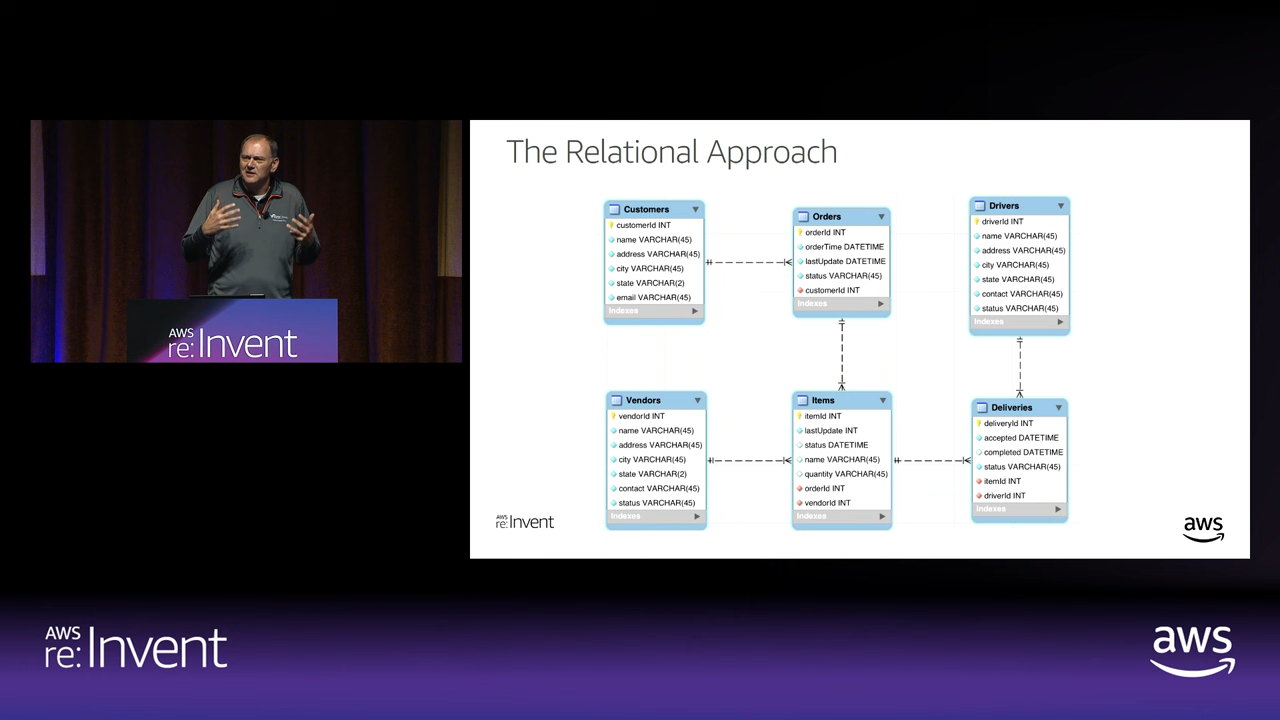 The Relational Approach
Customers
customerId INT
name VARCHAR(45)
address VARCHAR(45)
city VARCHAR(45)
state VARCHAR(2)
email VARCHAR(45)
Indexes
Orders
orderId INT
orderTime DATETIME
lastUpdate DATETIME
status VARCHAR(45)
customerId INT
Indexes
Drivers
driverId INT
name VARCHAR(45)
address VARCHAR(45)
city VARCHAR(45)
state VARCHAR(45)
contact VARCHAR(45)
status VARCHAR(45)
Indexes
Vendors
vendorId INT
name VARCHAR(45)
address VARCHAR(45)
city VARCHAR(45)
state VARCHAR(2)
contact VARCHAR(45)
status VARCHAR(45)
Indexes
Items
itemId INT
lastUpdate INT
status DATETIME
name VARCHAR(45)
quantity VARCHAR(45)
orderId INT
vendorId INT
Indexes
Deliveries
deliveryId INT
accepted DATETIME
completed DATETIME
status VARCHAR(45)
itemId INT
driverId INT
Indexes
AWS
re:Invent
aws
AWS
re:Invent
AWS
re:Invent
aws